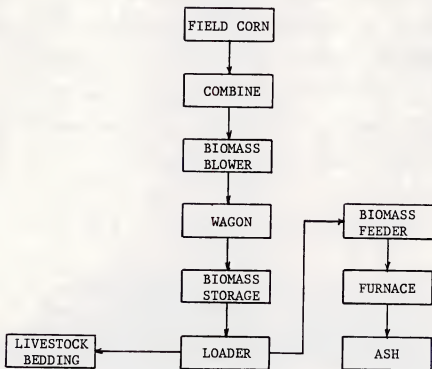 FIELD CORN
COMBINE
BIOMASS
BLOWER
WAGON
BIOMASS
STORAGE
LOADER
LIVESTOCK
BEDDING
BIOMASS
FEEDER
FURNACE
ASH